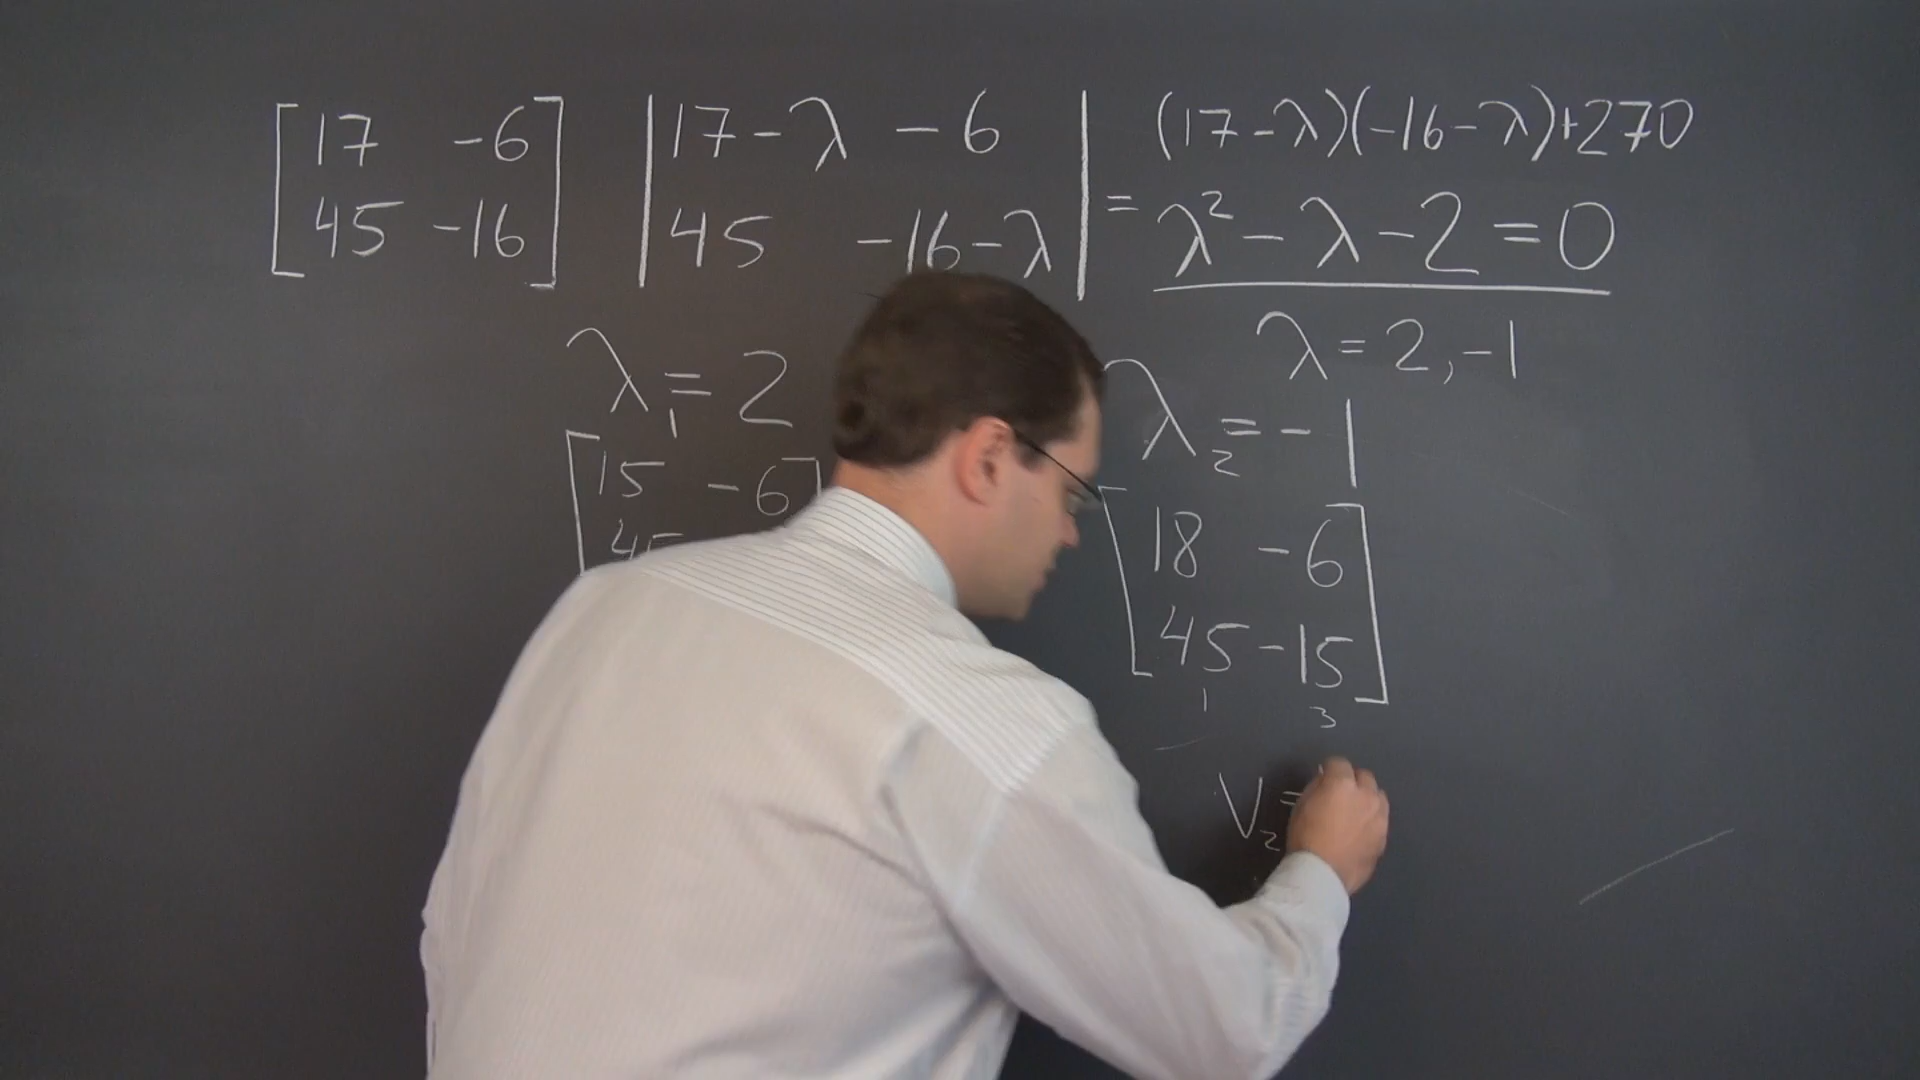 17 -6 17-λ -6 (17-λ)(-16-λ)+270
45 -16 45 -16-λ = λ²-λ-2=0
λ=2,-1
λ₁=2
15 -6
45
λ₂=-1
18 -6
45 -15
1 3
V₂=